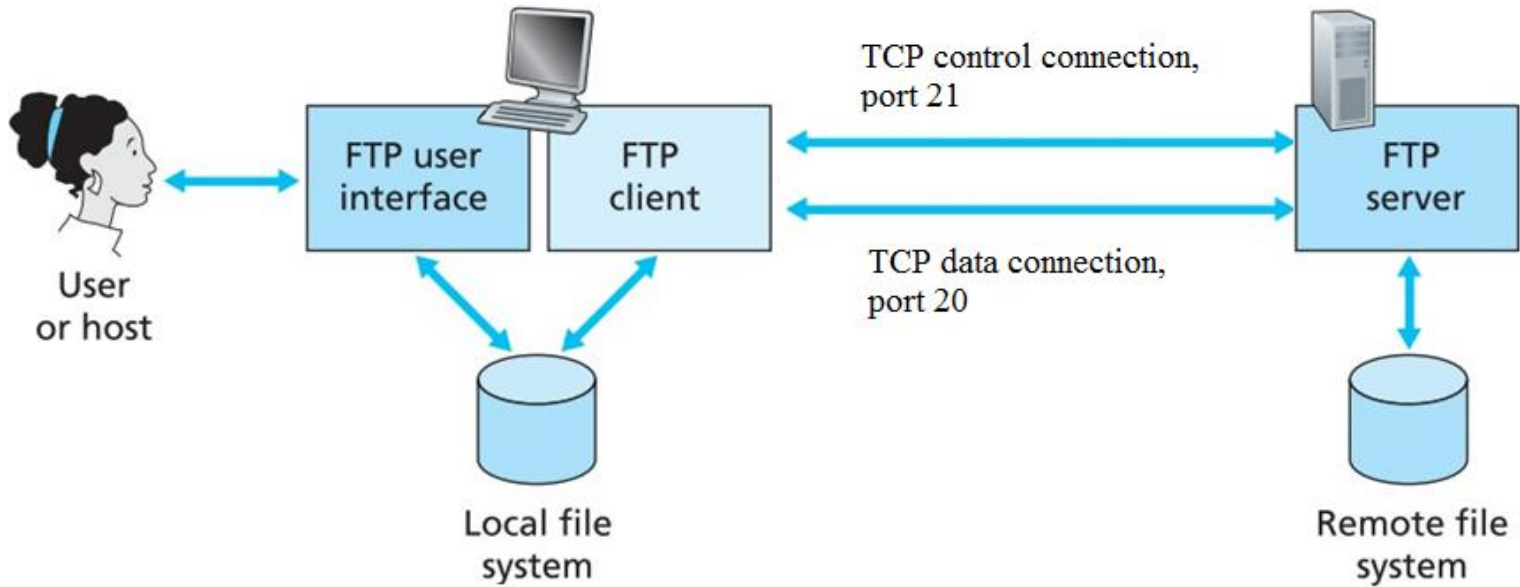 TCP control connection,
port 21
FTP user
interface
FTP
client
FTP
server
TCP data connection,
port 20
User
or host
Local file
system
Remote file
system